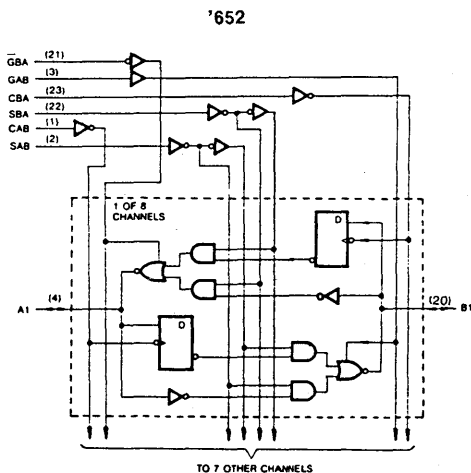 '652
G̅BA (21)
GAB (3)
CBA (23)
SBA (22)
CAB (1)
SAB (2)
1 OF 8
CHANNELS
D
A1 (4)
(20) B1
D
TO 7 OTHER CHANNELS